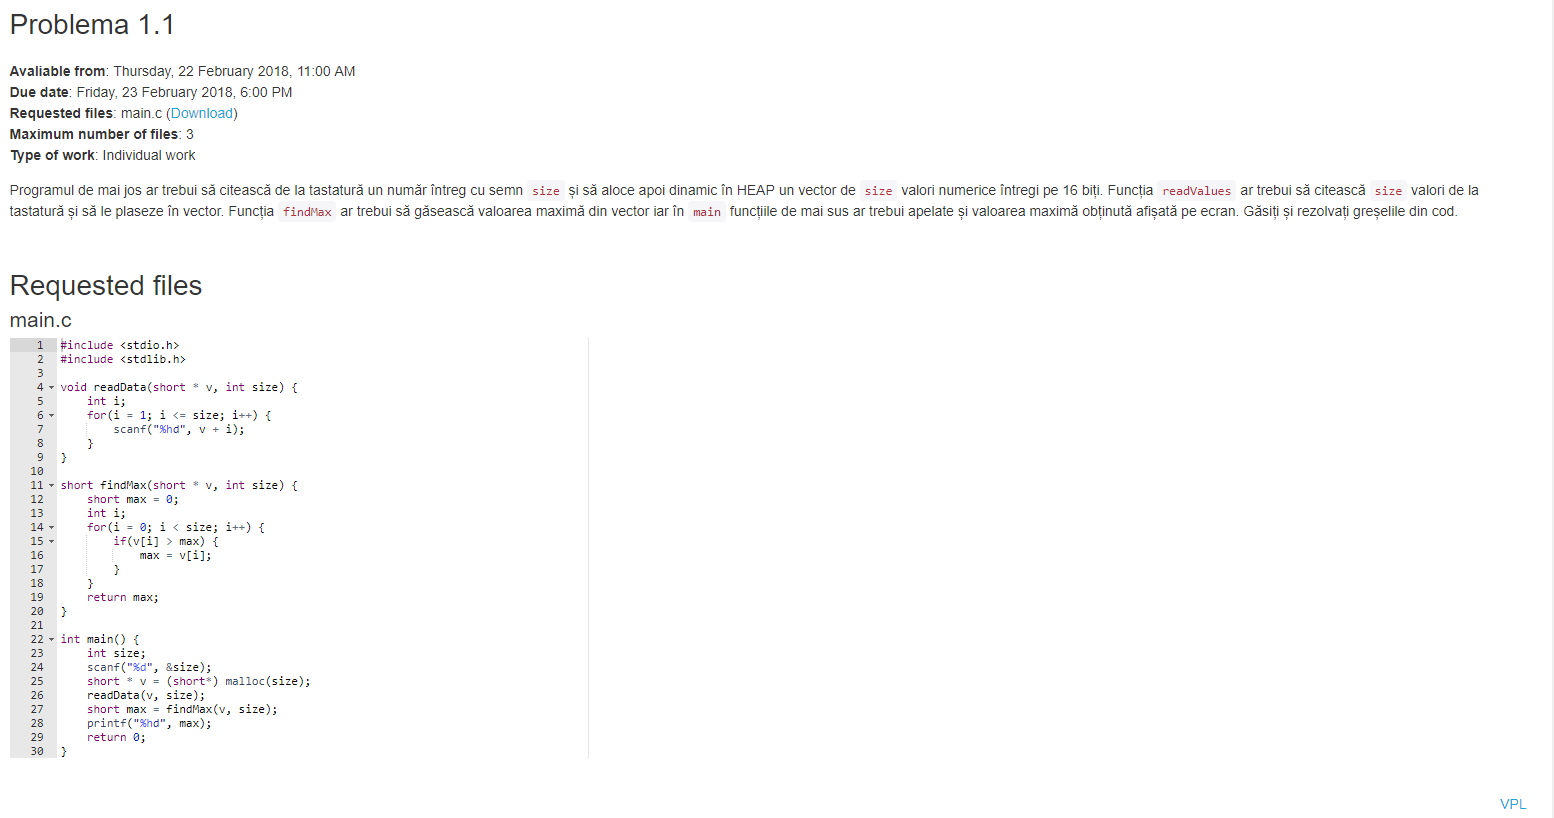 Problema 1.1
Avaliable from: Thursday, 22 February 2018, 11:00 AM
Due date: Friday, 23 February 2018, 6:00 PM
Requested files: main.c (Download)
Maximum number of files: 3
Type of work: Individual work
Programul de mai jos ar trebui să citească de la tastatură un număr întreg cu semn size și să aloce apoi dinamic în HEAP un vector de size valori numerice întregi pe 16 biți. Funcția readValues ar trebui să citească size valori de la
tastatură și să le plaseze în vector. Funcția findMax ar trebui să găsească valoarea maximă din vector iar în main funcțiile de mai sus ar trebui apelate și valoarea maximă obținută afișată pe ecran. Găsiți și rezolvați greșelile din cod.
Requested files
main.c
1 #include <stdio.h>
2 #include <stdlib.h>
3
4 void readData(short * v, int size) {
5     int i;
6     for(i = 1; i <= size; i++) {
7         scanf("%hd", v + i);
8     }
9 }
10
11 short findMax(short * v, int size) {
12     short max = 0;
13     int i;
14     for(i = 0; i < size; i++) {
15         if(v[i] > max) {
16             max = v[i];
17         }
18     }
19     return max;
20 }
21
22 int main() {
23     int size;
24     scanf("%d", &size);
25     short * v = (short*) malloc(size);
26     readData(v, size);
27     short max = findMax(v, size);
28     printf("%hd", max);
29     return 0;
30 }
VPL